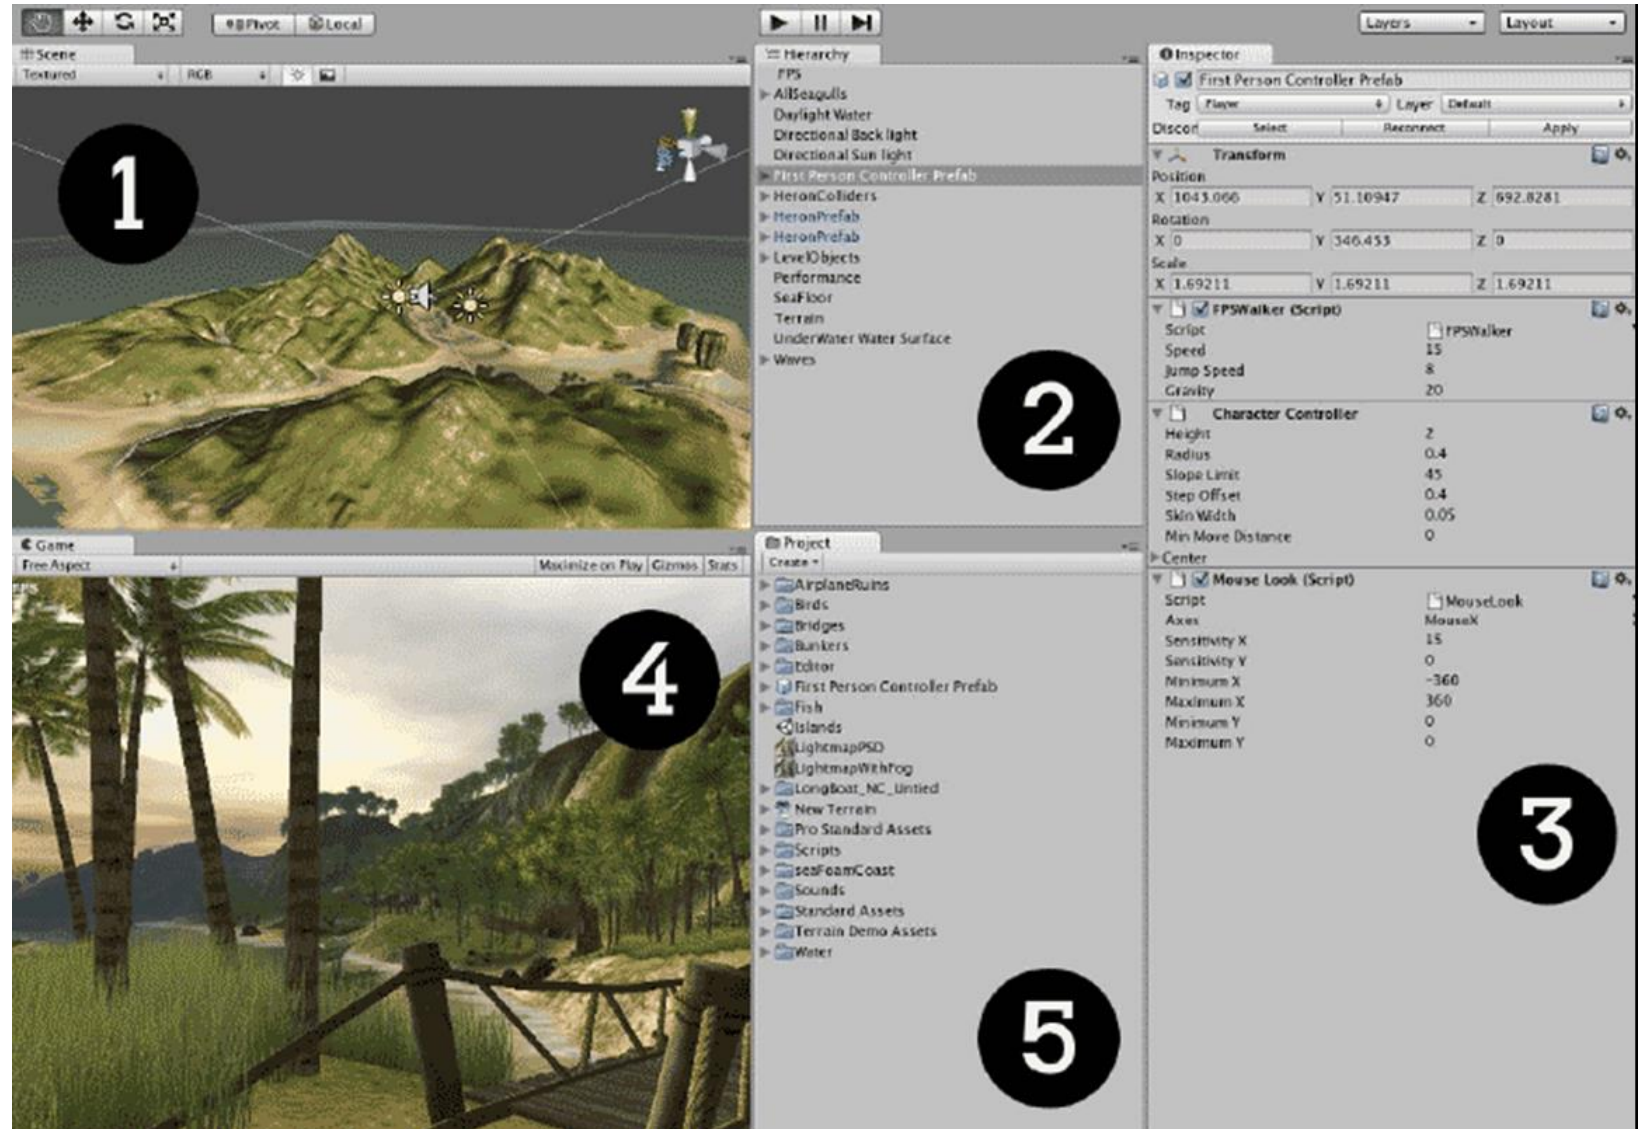 Pivot Local
Layers Layout
Scene
Textured RGB
1
Hierarchy
FPS
AllSeagulls
Daylight Water
Directional Back light
Directional Sun light
First Person Controller Prefab
HeronColliders
HeronPrefab
HeronPrefab
LevelObjects
Performance
SeaFloor
Terrain
UnderWater Water Surface
Waves
2
Inspector
First Person Controller Prefab
Tag Player Layer Default
Discon Select Reconnect Apply
Transform
Position
X 1043.066 Y 51.10947 Z 692.8281
Rotation
X 0 Y 346.453 Z 0
Scale
X 1.69211 Y 1.69211 Z 1.69211
FPSWalker (Script)
Script FPSWalker
Speed 15
Jump Speed 8
Gravity 20
Character Controller
Height 2
Radius 0.4
Slope Limit 45
Step Offset 0.4
Skin Width 0.05
Min Move Distance 0
Center
Mouse Look (Script)
Script MouseLook
Axes MouseX
Sensitivity X 15
Sensitivity Y 0
Minimum X -360
Maximum X 360
Minimum Y 0
Maximum Y 0
3
Game
Free Aspect Maximize on Play Gizmos Stats
4
Project
Create
AirplaneRuins
Birds
Bridges
Bunkers
Editor
First Person Controller Prefab
Fish
Islands
LightmapPSD
LightmapWithFog
LongBoat_NC_Untied
New Terrain
Pro Standard Assets
Scripts
seaFoamCoast
Sounds
Standard Assets
Terrain Demo Assets
Water
5